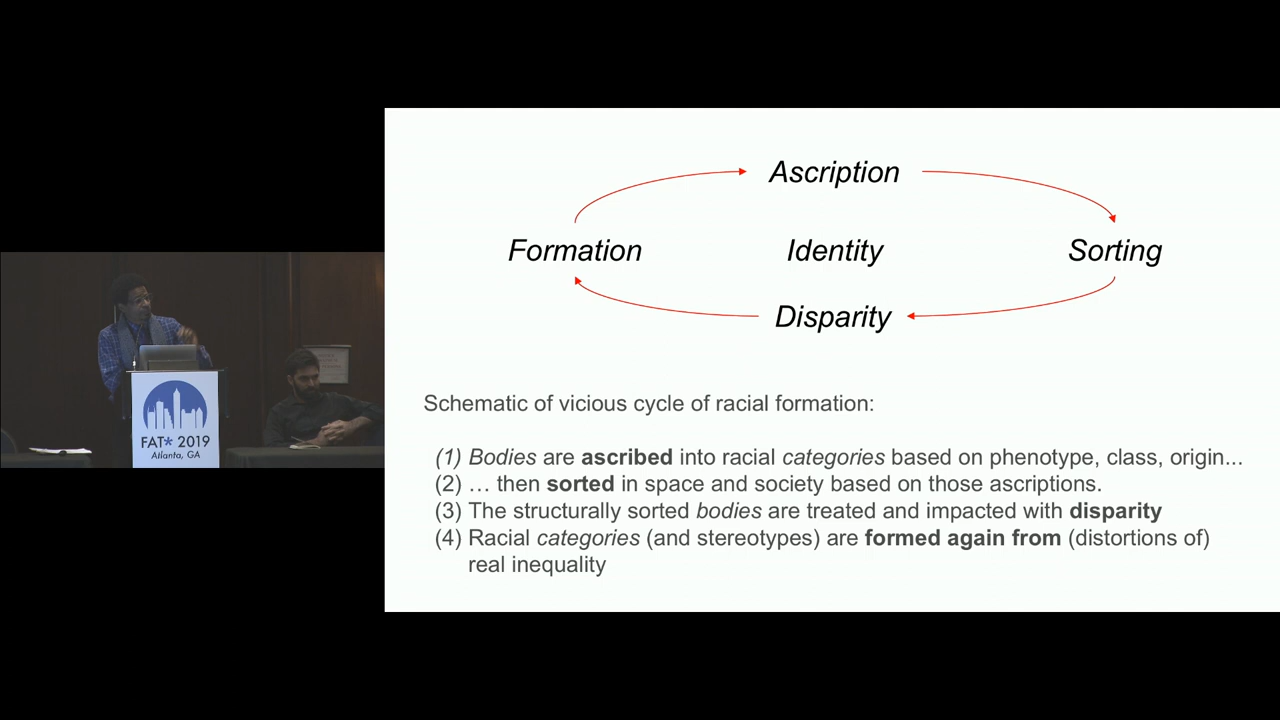 Ascription
Formation Identity Sorting
Disparity
Schematic of vicious cycle of racial formation:
(1) Bodies are ascribed into racial categories based on phenotype, class, origin...
(2) … then sorted in space and society based on those ascriptions.
(3) The structurally sorted bodies are treated and impacted with disparity
(4) Racial categories (and stereotypes) are formed again from (distortions of)
real inequality
FAT* 2019
Atlanta, GA